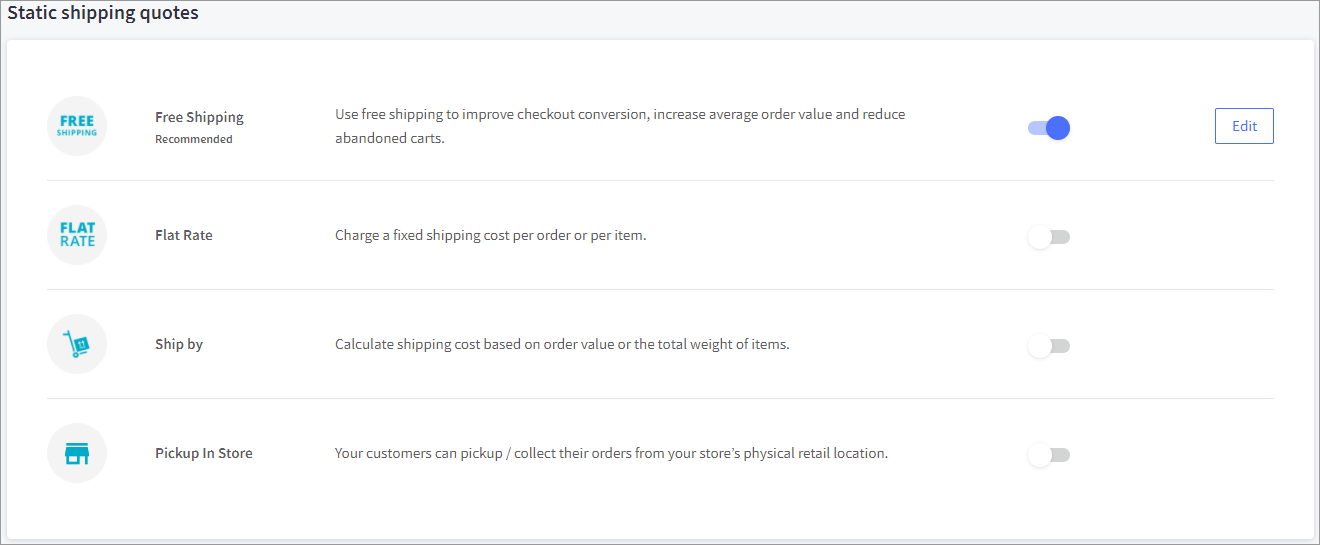 Static shipping quotes
FREE
SHIPPING
Free Shipping
Recommended
Use free shipping to improve checkout conversion, increase average order value and reduce
abandoned carts.
Edit
FLAT
RATE
Flat Rate
Charge a fixed shipping cost per order or per item.
Ship by
Calculate shipping cost based on order value or the total weight of items.
Pickup In Store
Your customers can pickup / collect their orders from your store’s physical retail location.